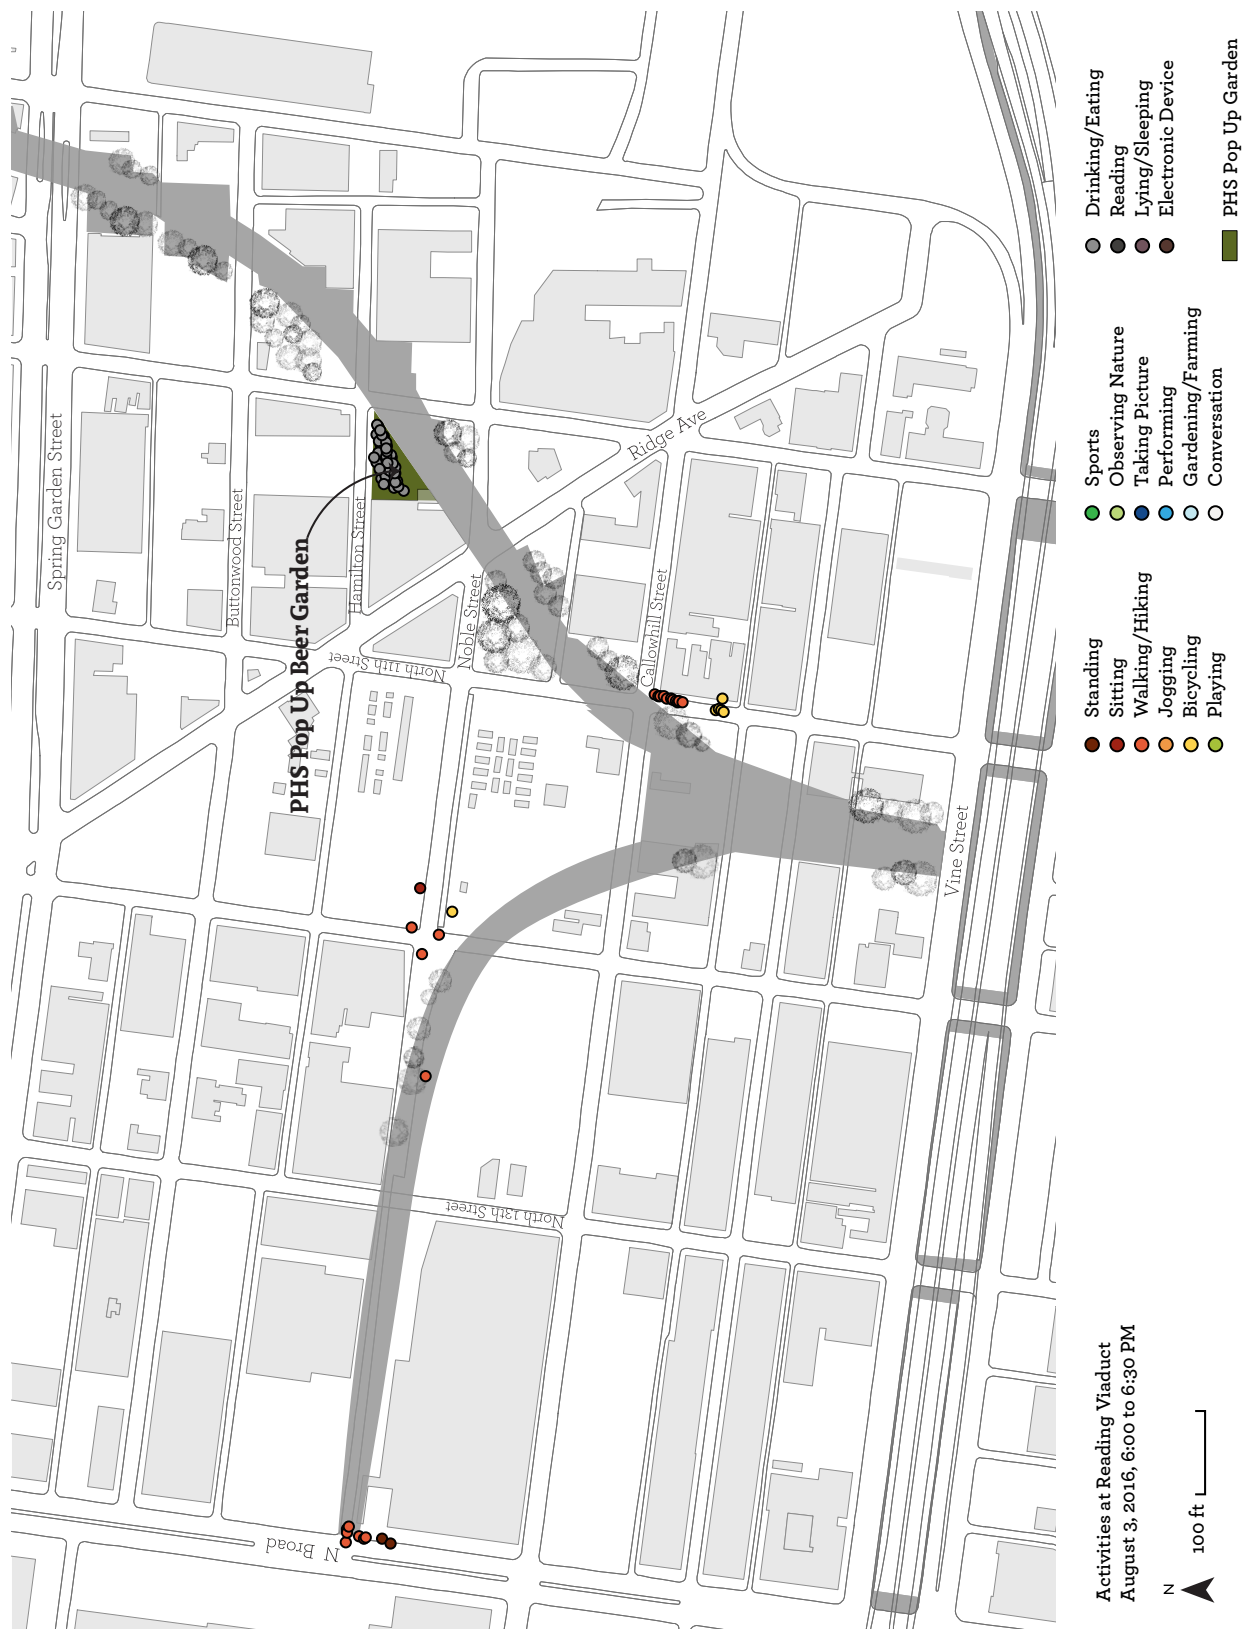 Spring Garden Street
Buttonwood Street
Hamilton Street
PHS Pop Up Beer Garden
North 11th Street
Noble Street
Ridge Ave
Callowhill Street
Vine Street
North 13th Street
N Broad
Activities at Reading Viaduct
August 3, 2016, 6:00 to 6:30 PM
N
100 ft
Standing
Sitting
Walking/Hiking
Jogging
Bicycling
Playing
Sports
Observing Nature
Taking Picture
Performing
Gardening/Farming
Conversation
Drinking/Eating
Reading
Lying/Sleeping
Electronic Device
PHS Pop Up Garden